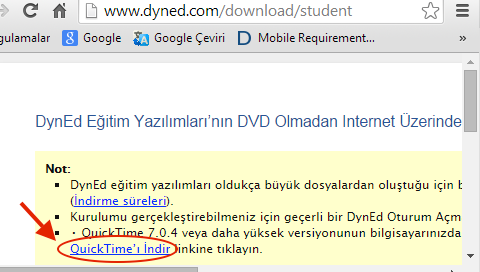 www.dyned.com/download/student
ygulamalar Google Google Çeviri Mobile Requirement...
DynEd Eğitim Yazılımları'nın DVD Olmadan Internet Üzerinde
Not:
DynEd eğitim yazılımları oldukça büyük dosyalardan oluştuğu için b
(İndirme süreleri).
Kurulumu gerçekleştirebilmeniz için geçerli bir DynEd Oturum Açm
· QuickTime 7.0.4 veya daha yüksek versiyonunun bilgisayarınızda
QuickTime'ı İndir linkine tıklayın.